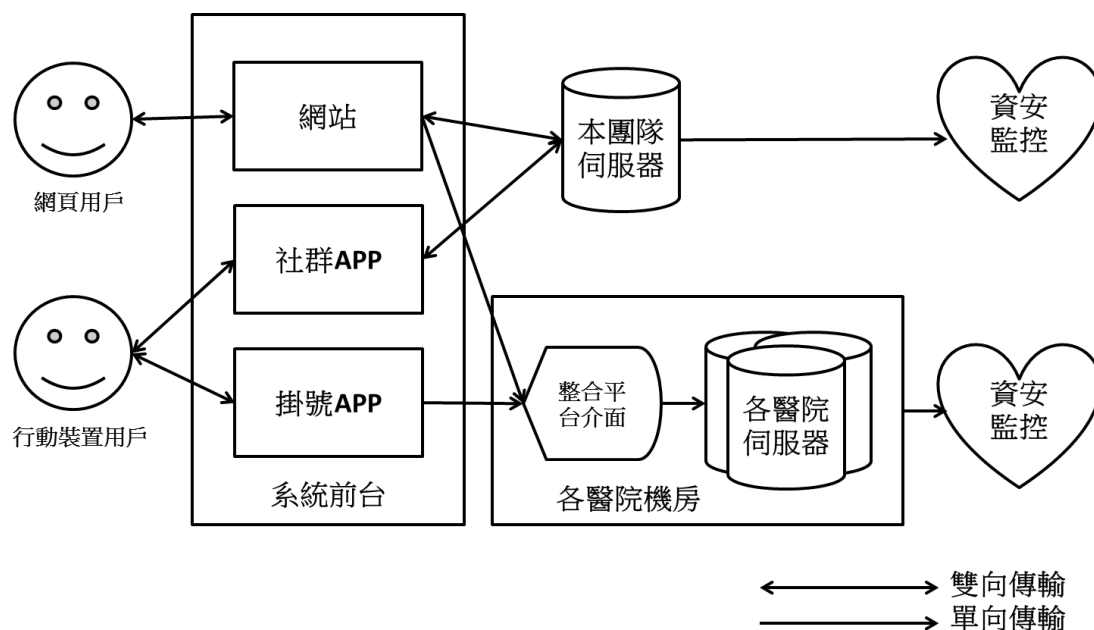 網站
本團隊
伺服器
資安
監控
網頁用戶
社群APP
掛號APP
整合平
台介面
各醫院
伺服器
資安
監控
行動裝置用戶
系統前台
各醫院機房
雙向傳輸
單向傳輸